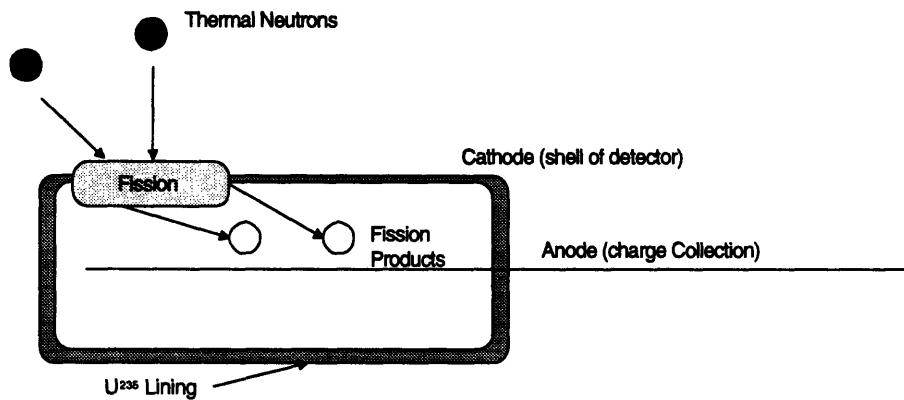 Thermal Neutrons
Cathode (shell of detector)
Fission
Fission
Products
Anode (charge Collection)
U²³⁵ Lining